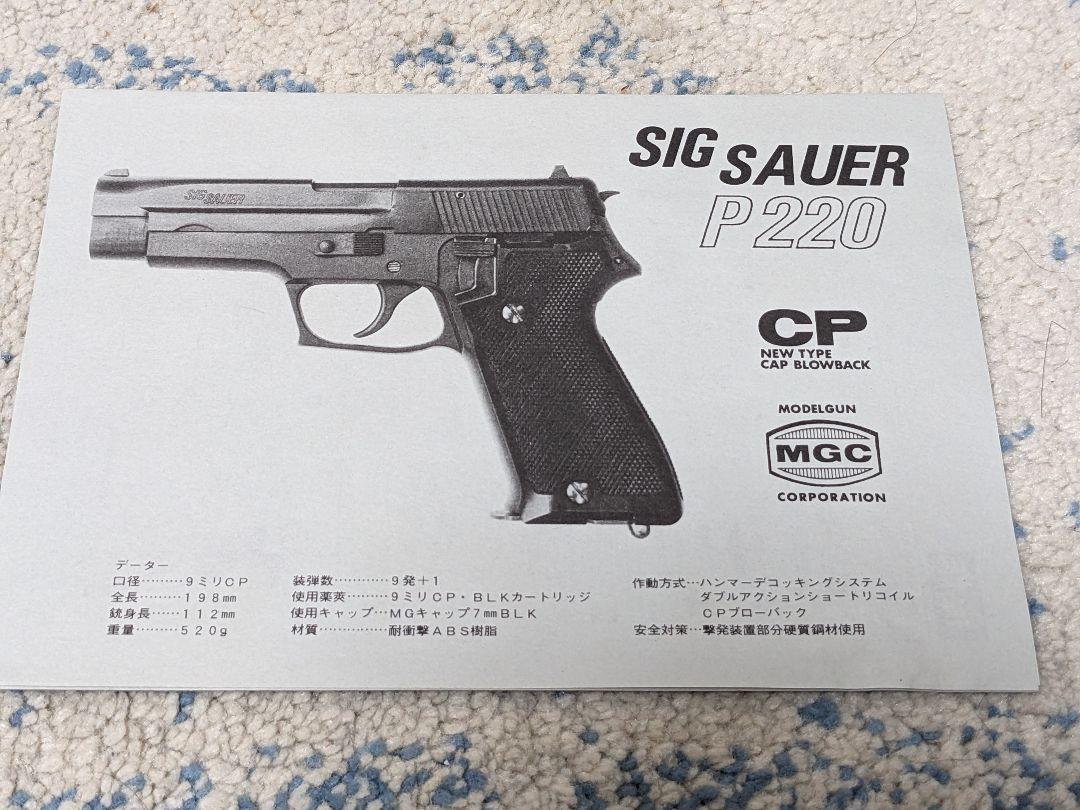 SIG SAUER
P220
SIG SAUER
CP
NEW TYPE
CAP BLOWBACK
MODELGUN
MGC
CORPORATION
データー
口径………9ミリCP
全長………198㎜
銃身長……112㎜
重量………520g
装弾数…………9発+1
使用薬莢………9ミリCP・BLKカートリッジ
使用キャップ…MGキャップ7㎜BLK
材質……………耐衝撃ABS樹脂
作動方式…ハンマーデコッキングシステム
ダブルアクションショートリコイル
CPブローバック
安全対策…撃発装置部分硬質鋼材使用